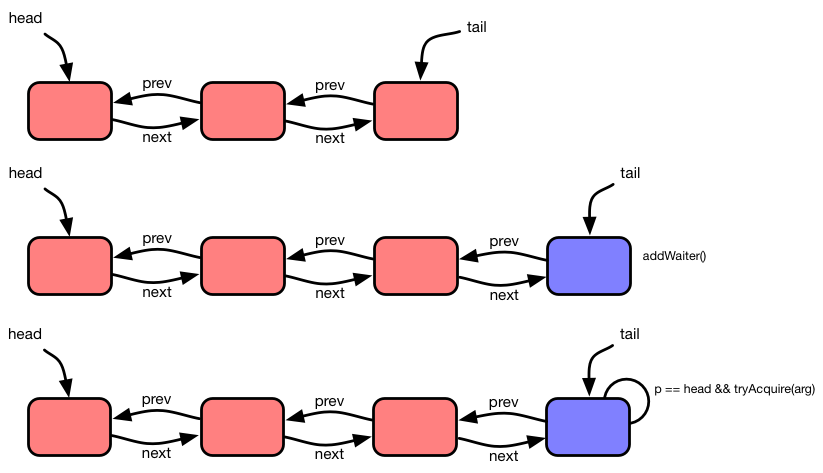 head
tail
prev
prev
next
next
head
tail
prev
prev
prev
addWaiter()
next
next
next
head
tail
p == head && tryAcquire(arg)
prev
prev
prev
next
next
next